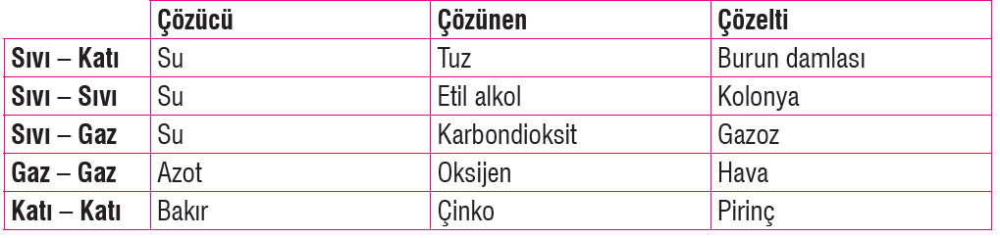 Çözücü Çözünen Çözelti
Sıvı – Katı Su Tuz Burun damlası
Sıvı – Sıvı Su Etil alkol Kolonya
Sıvı – Gaz Su Karbondioksit Gazoz
Gaz – Gaz Azot Oksijen Hava
Katı – Katı Bakır Çinko Pirinç